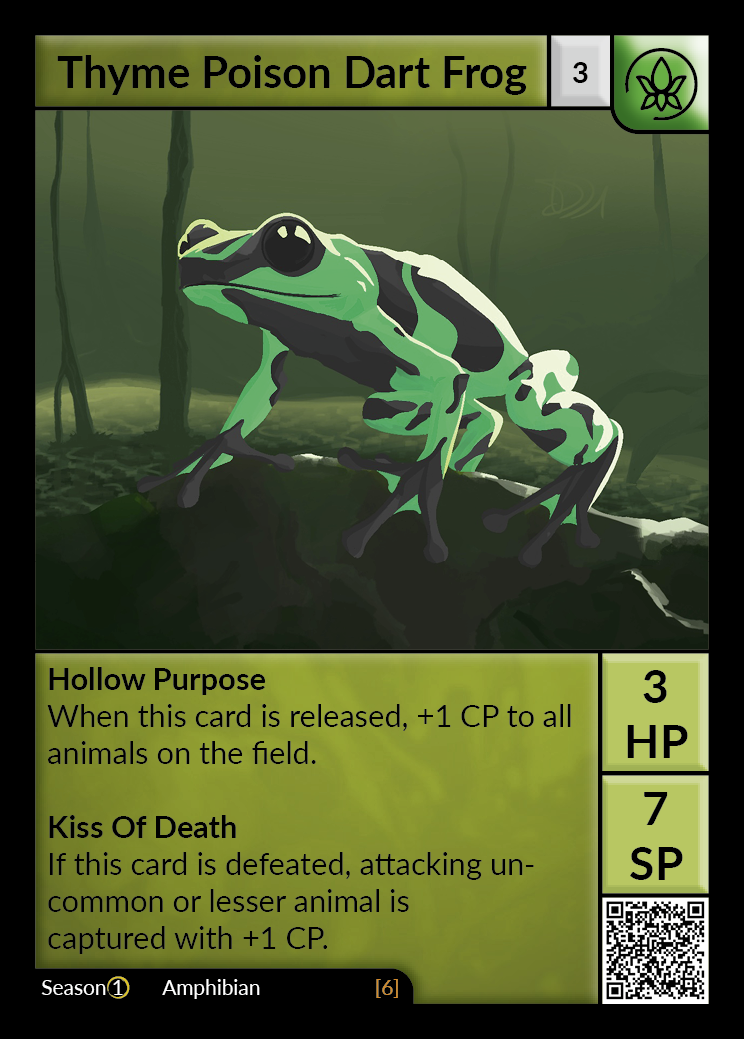 Thyme Poison Dart Frog
3
Hollow Purpose
When this card is released, +1 CP to all
animals on the field.
Kiss Of Death
If this card is defeated, attacking un-
common or lesser animal is
captured with +1 CP.
3
HP
7
SP
Season 1 Amphibian [6]